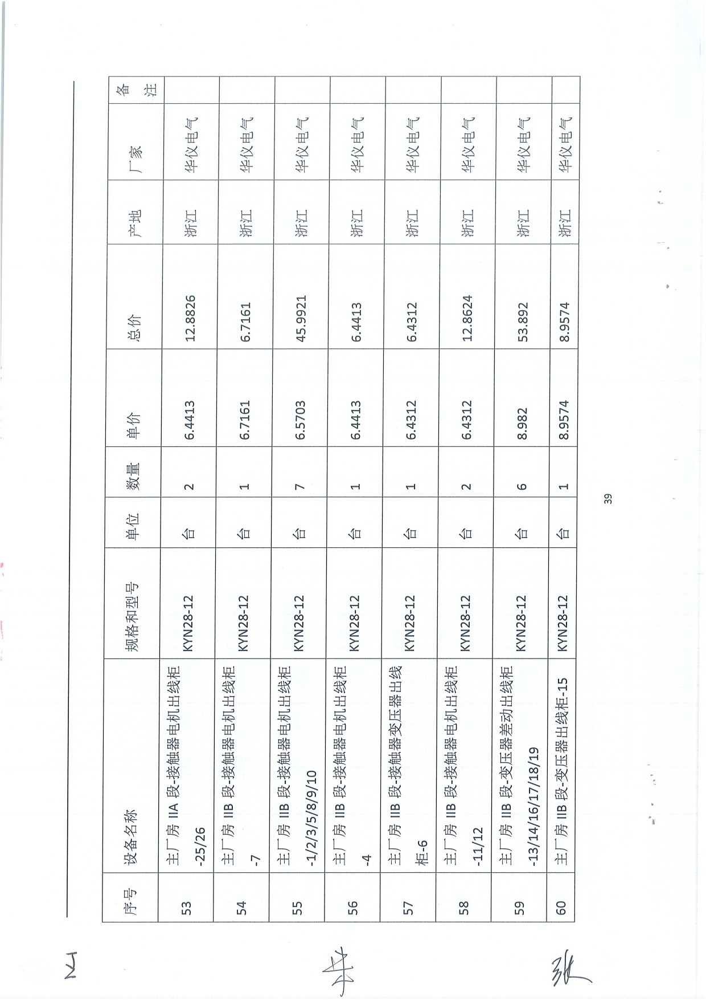 序号 设备名称 规格和型号 单位 数量 单价 总价 产地 厂家 备注
53 主厂房 IIA 段-接触器电机出线柜 KYN28-12 台 2 6.4413 12.8826 浙江 华仪电气
-25/26
54 主厂房 IIB 段-接触器电机出线柜 KYN28-12 台 1 6.7161 6.7161 浙江 华仪电气
-7
55 主厂房 IIB 段-接触器电机出线柜 KYN28-12 台 7 6.5703 45.9921 浙江 华仪电气
-1/2/3/5/8/9/10
56 主厂房 IIB 段-接触器电机出线柜 KYN28-12 台 1 6.4413 6.4413 浙江 华仪电气
-4
57 主厂房 IIB 段-接触器变压器出线 KYN28-12 台 1 6.4312 6.4312 浙江 华仪电气
柜-6
58 主厂房 IIB 段-接触器电机出线柜 KYN28-12 台 2 6.4312 12.8624 浙江 华仪电气
-11/12
59 主厂房 IIB 段-变压器差动出线柜 KYN28-12 台 6 8.982 53.892 浙江 华仪电气
-13/14/16/17/18/19
60 主厂房 IIB 段-变压器出线柜-15 KYN28-12 台 1 8.9574 8.9574 浙江 华仪电气
39